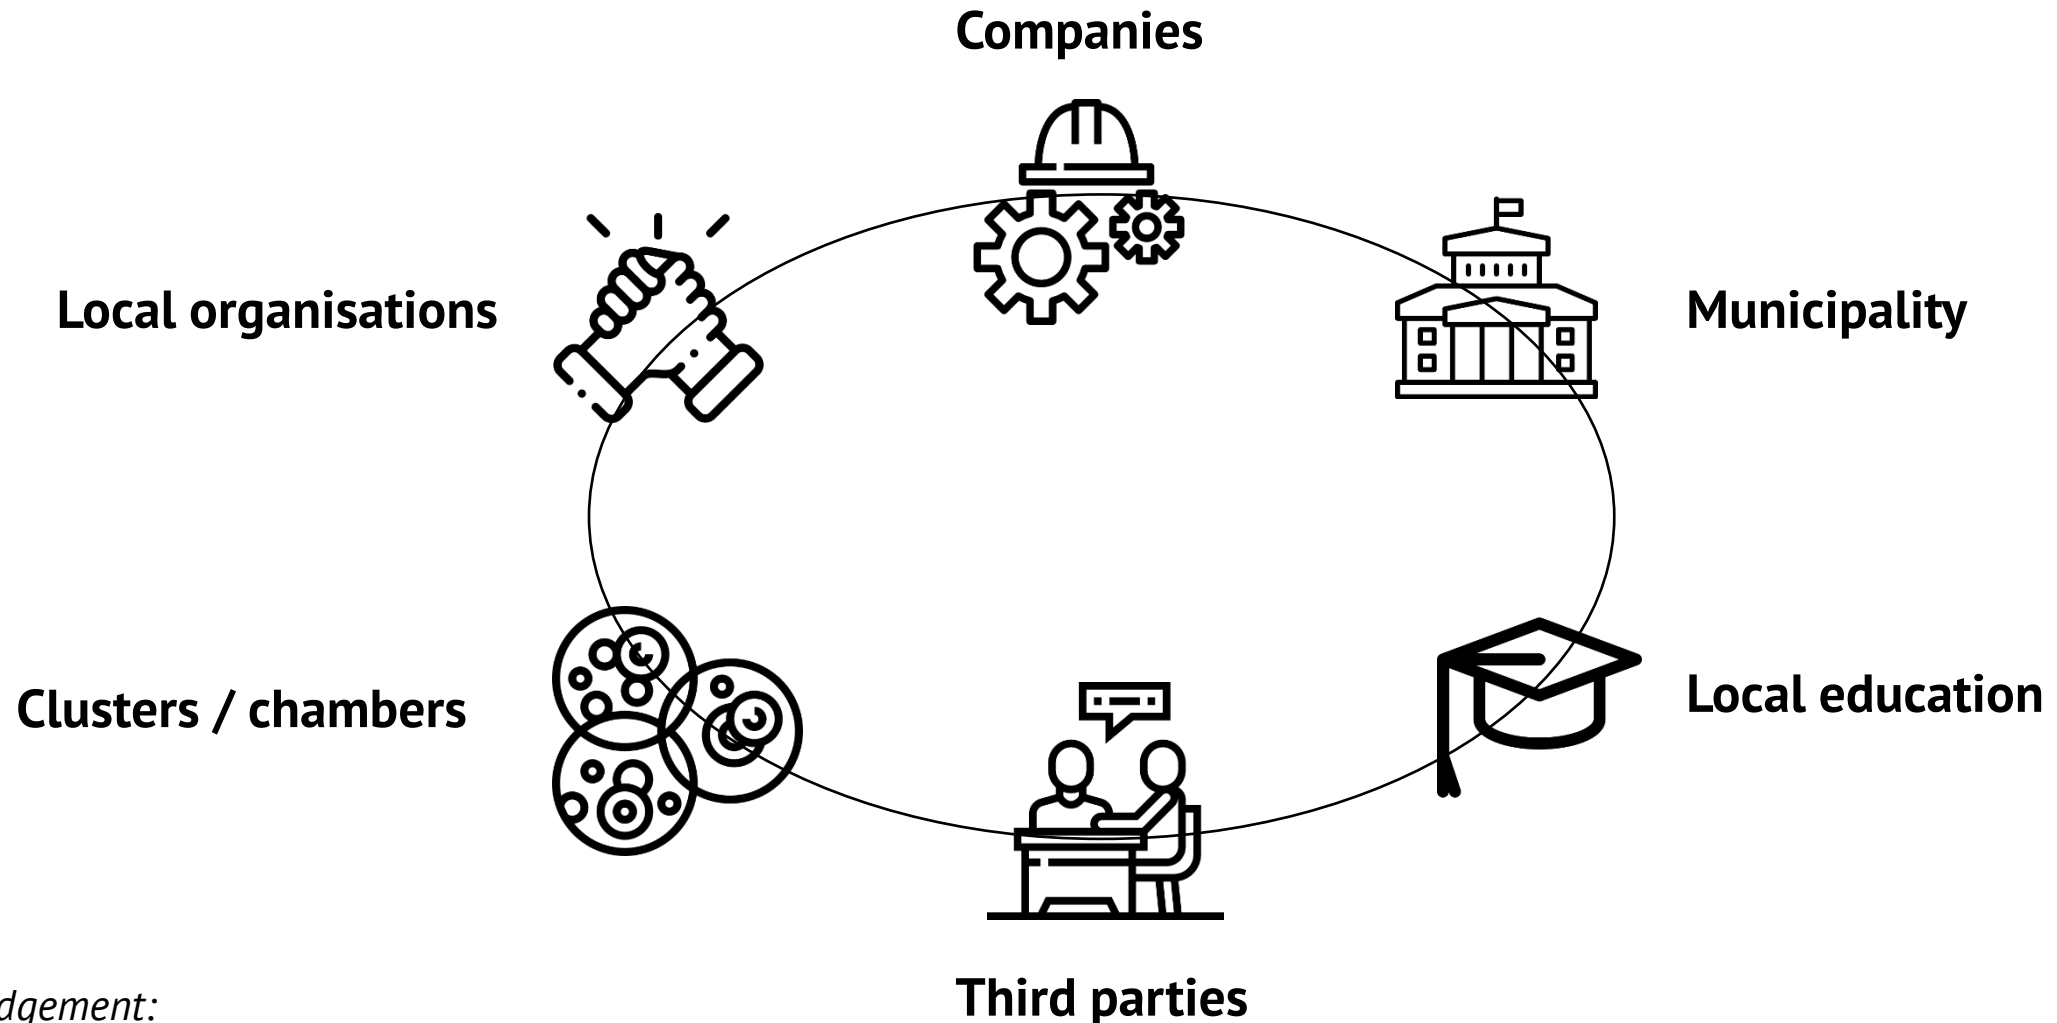 Companies
Local organisations
Municipality
Clusters / chambers
Local education
Third parties